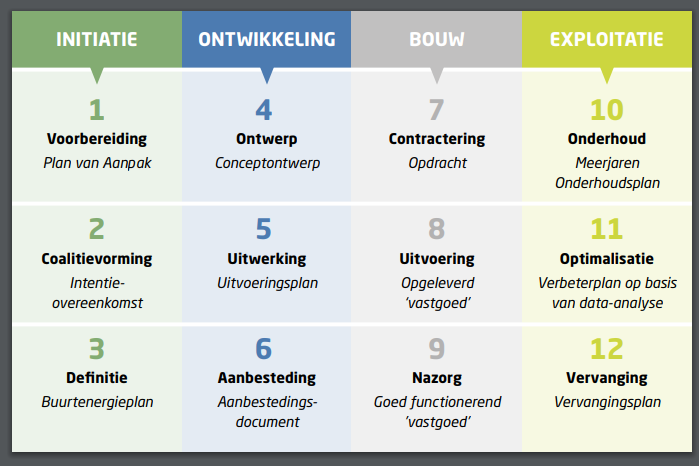 INITIATIE
1
Voorbereiding
Plan van Aanpak
2
Coalitievorming
Intentie-
overeenkomst
3
Definitie
Buurtenergieplan
ONTWIKKELING
4
Ontwerp
Conceptontwerp
5
Uitwerking
Uitvoeringsplan
6
Aanbesteding
Aanbestedings-
document
BOUW
7
Contractering
Opdracht
8
Uitvoering
Opgeleverd
'vastgoed'
9
Nazorg
Goed functionerend
'vastgoed'
EXPLOITATIE
10
Onderhoud
Meerjaren
Onderhoudsplan
11
Optimalisatie
Verbeterplan op basis
van data-analyse
12
Vervanging
Vervangingsplan